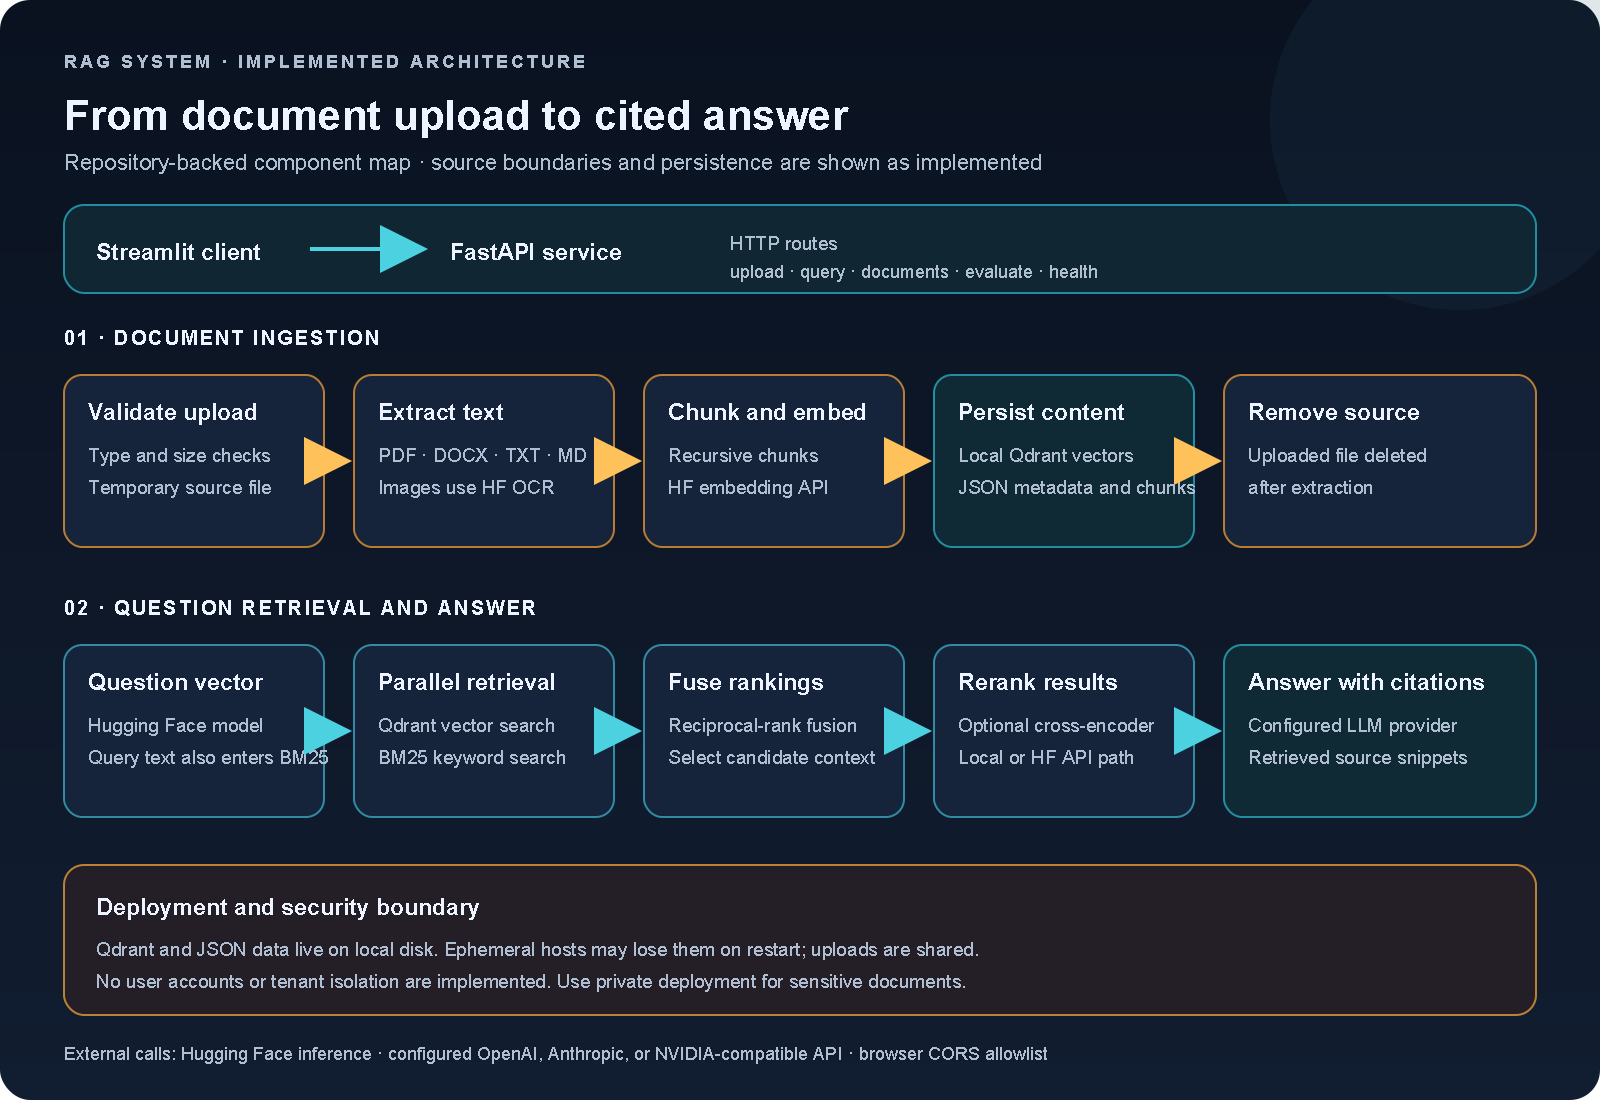 RAG SYSTEM · IMPLEMENTED ARCHITECTURE
From document upload to cited answer
Repository-backed component map · source boundaries and persistence are shown as implemented
Streamlit client
FastAPI service
HTTP routes
upload · query · documents · evaluate · health
01 · DOCUMENT INGESTION
Validate upload
Type and size checks
Temporary source file
Extract text
PDF · DOCX · TXT · MD
Images use HF OCR
Chunk and embed
Recursive chunks
HF embedding API
Persist content
Local Qdrant vectors
JSON metadata and chunks
Remove source
Uploaded file deleted
after extraction
02 · QUESTION RETRIEVAL AND ANSWER
Question vector
Hugging Face model
Query text also enters BM25
Parallel retrieval
Qdrant vector search
BM25 keyword search
Fuse rankings
Reciprocal-rank fusion
Select candidate context
Rerank results
Optional cross-encoder
Local or HF API path
Answer with citations
Configured LLM provider
Retrieved source snippets
Deployment and security boundary
Qdrant and JSON data live on local disk. Ephemeral hosts may lose them on restart; uploads are shared.
No user accounts or tenant isolation are implemented. Use private deployment for sensitive documents.
External calls: Hugging Face inference · configured OpenAI, Anthropic, or NVIDIA-compatible API · browser CORS allowlist